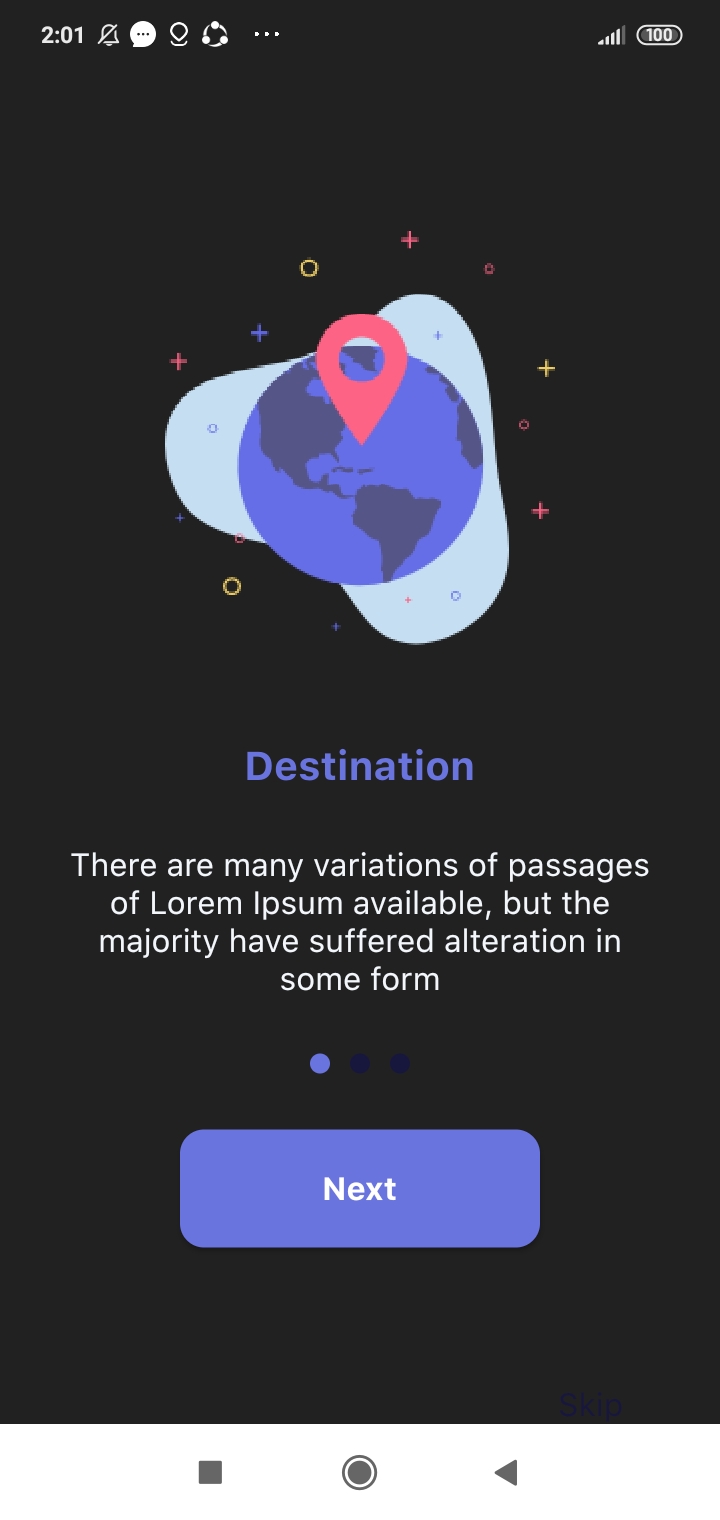 2:01
100
Destination
There are many variations of passages
of Lorem Ipsum available, but the
majority have suffered alteration in
some form
Next
Skip